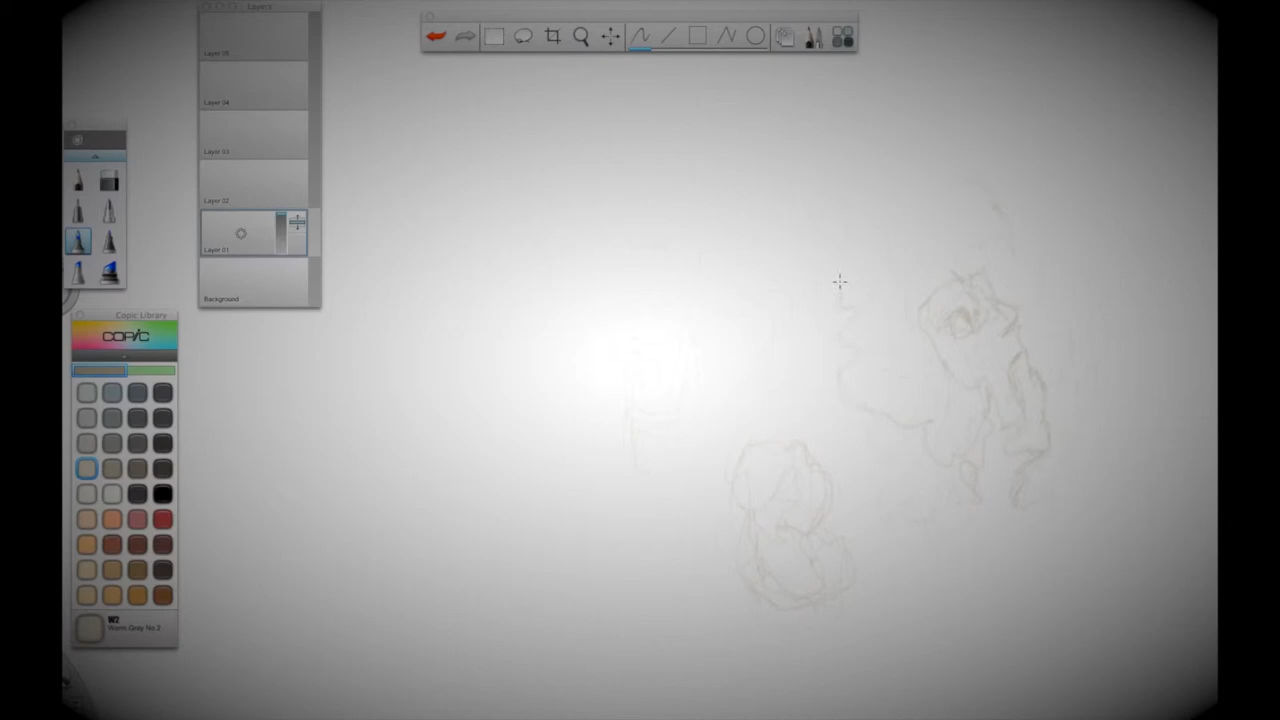 Layers
Layer 05
Layer 04
Layer 03
Layer 02
Layer 01
Background
Copic Library
COPIC
W2
Warm Gray No.2